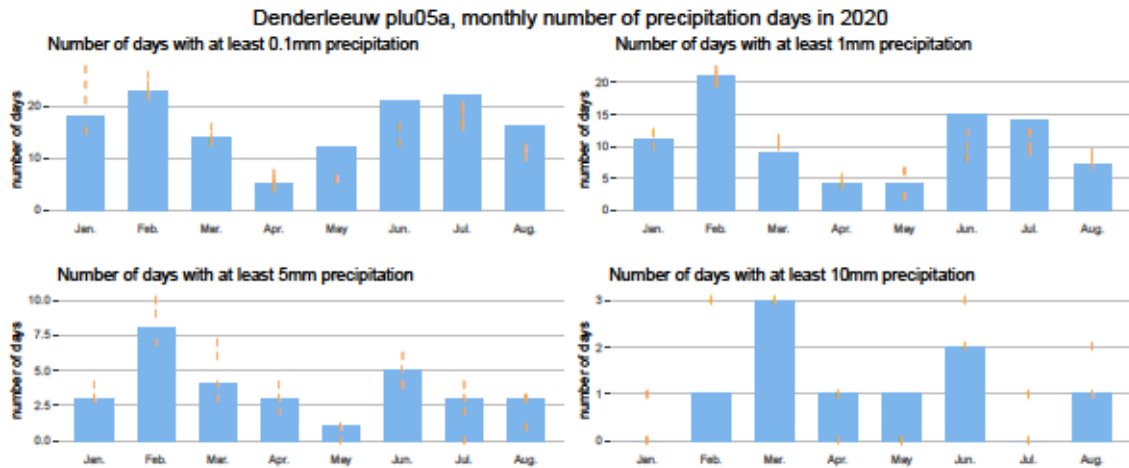 Denderleeuw plu05a, monthly number of precipitation days in 2020
Number of days with at least 0.1mm precipitation
number of days
20
10
0
Jan. Feb. Mar. Apr. May Jun. Jul. Aug.
Number of days with at least 1mm precipitation
number of days
20
15
10
5
0
Jan. Feb. Mar. Apr. May Jun. Jul. Aug.
Number of days with at least 5mm precipitation
number of days
10.0
7.5
5.0
2.5
0.0
Jan. Feb. Mar. Apr. May Jun. Jul. Aug.
Number of days with at least 10mm precipitation
number of days
3
2
1
0
Jan. Feb. Mar. Apr. May Jun. Jul. Aug.